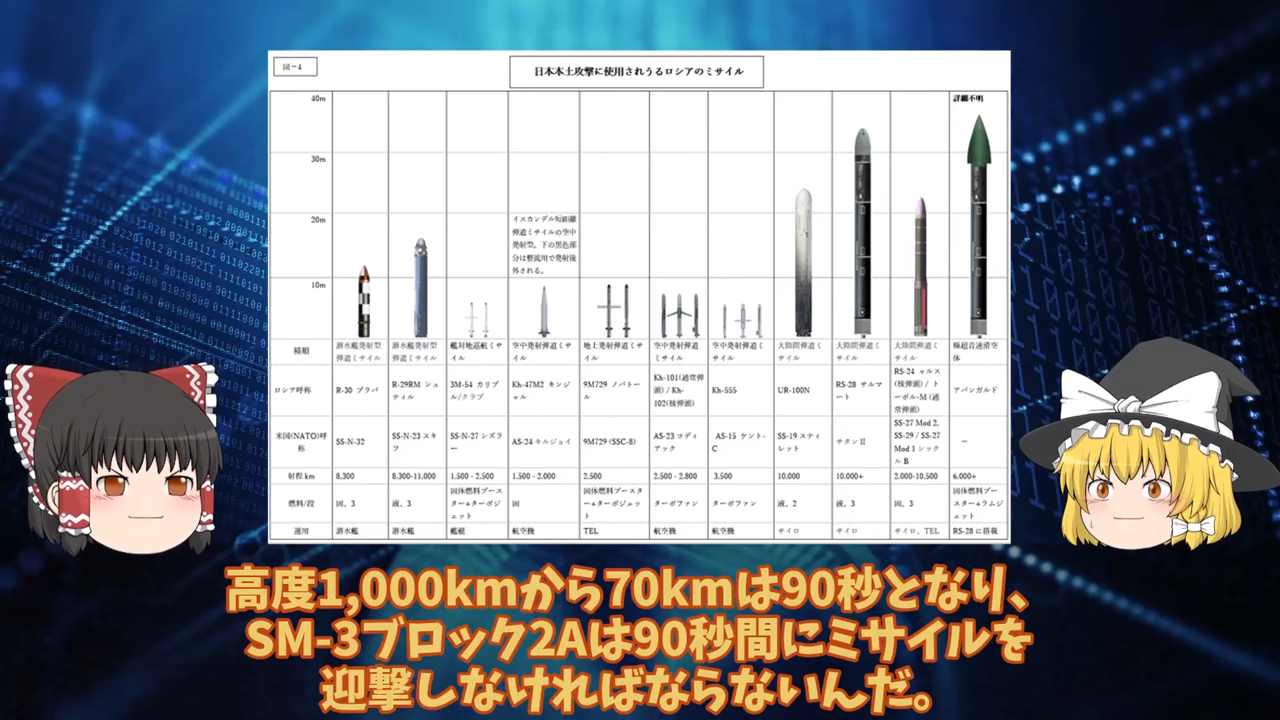 図－4
日本本土攻撃に使用されうるロシアのミサイル
40m
30m
20m
10m
詳細不明
イスカンデル短距離
弾道ミサイルの空中
発射型。下の黒色部
分は整流用で発射後
外される。
種類
潜水艦発射型
弾道ミサイル
潜水艦発射型
弾道ミサイル
艦対地巡航ミサ
イル
空中発射弾道ミサ
イル
地上発射弾道ミサ
イル
空中発射弾道
ミサイル
空中発射弾道ミ
サイル
大陸間弾道ミ
サイル
大陸間弾道ミ
サイル
大陸間弾道ミ
サイル
極超音速滑空
体
ロシア呼称
R-30 ブラバ
R-29RM シュ
ティル
3M-54 カリブ
ル/クラブ
Kh-47M2 キンジ
ャル
9M729 ノバトー
ル
Kh-101(通常弾
頭) / Kh-
102(核弾頭)
Kh-555
UR-100N
RS-28 サルマ
ート
RS-24 ヤルス
(核弾頭) / ト
ーポル-M (通
常弾頭)
アバンガルド
米国(NATO)呼
称
SS-N-32
SS-N-23 スキ
フ
SS-N-27 シズラ
ー
AS-24 キルジョイ
9M729 (SSC-8)
AS-23 コディ
アック
AS-15 ケント-
C
SS-19 スティ
レット
サタンⅡ
SS-27 Mod 2,
SS-29 / SS-27
Mod 1 シック
ル B
－
射程 km
8.300
8.300-11,000
1.500 - 2.500
1.500 - 2.000
2.500
2.500 - 2.800
3.500
10.000
10.000+
2.000-10.500
6.000+
燃料/段
固、3
液、3
固体燃料ブース
ター+ターボジェ
ット
固
固体燃料ブースタ
ー+ターボジェッ
ト
ターボファン
ターボファン
液、2
液、3
固、3
固体燃料ブー
スター+ラムジ
ェット
運用
潜水艦
潜水艦
艦艇
航空機
TEL
航空機
航空機
サイロ
サイロ
サイロ、TEL
RS-28 に搭載
高度1,000kmから70kmは90秒となり、
SM-3ブロック2Aは90秒間にミサイルを
迎撃しなければならないんだ。